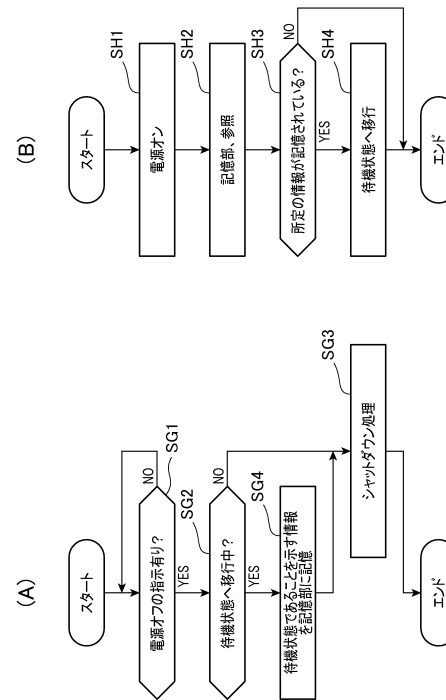 (A)
スタート
電源オフの指示有り?
SG1
NO
YES
待機状態へ移行中?
SG2
NO
YES
待機状態であることを示す情報
を記憶部に記憶
SG4
シャットダウン処理
SG3
エンド
(B)
スタート
電源オン
SH1
記憶部、参照
SH2
所定の情報が記憶されている?
SH3
NO
YES
待機状態へ移行
SH4
エンド